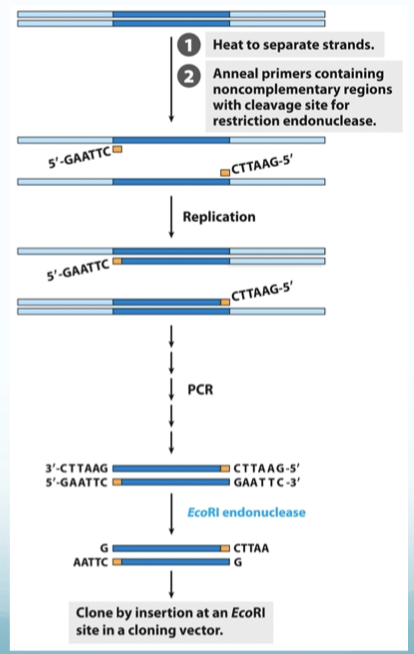 1 Heat to separate strands.
2 Anneal primers containing
noncomplementary regions
with cleavage site for
restriction endonuclease.
5′-GAATTC
CTTAAG-5′
Replication
5′-GAATTC
CTTAAG-5′
PCR
3′-CTTAAG CTTAAG-5′
5′-GAATTC GAATTC-3′
EcoRI endonuclease
G CTTAA
AATTC G
Clone by insertion at an EcoRI
site in a cloning vector.